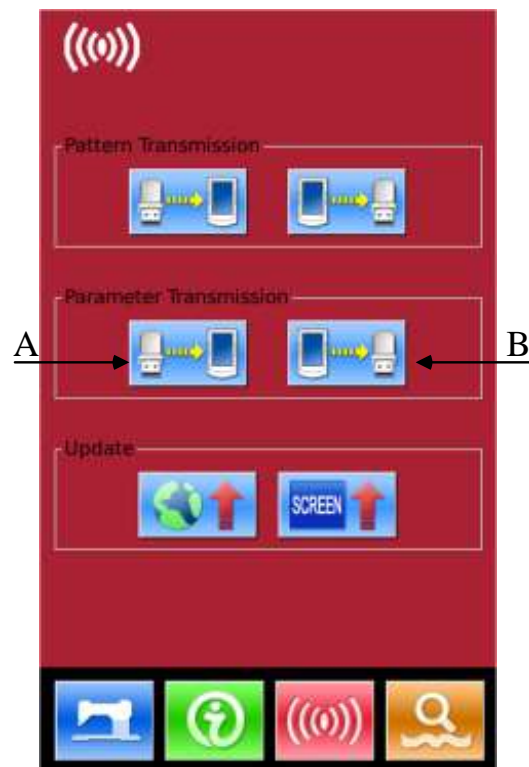 Pattern Transmission
Parameter Transmission
A B
Update
SCREEN